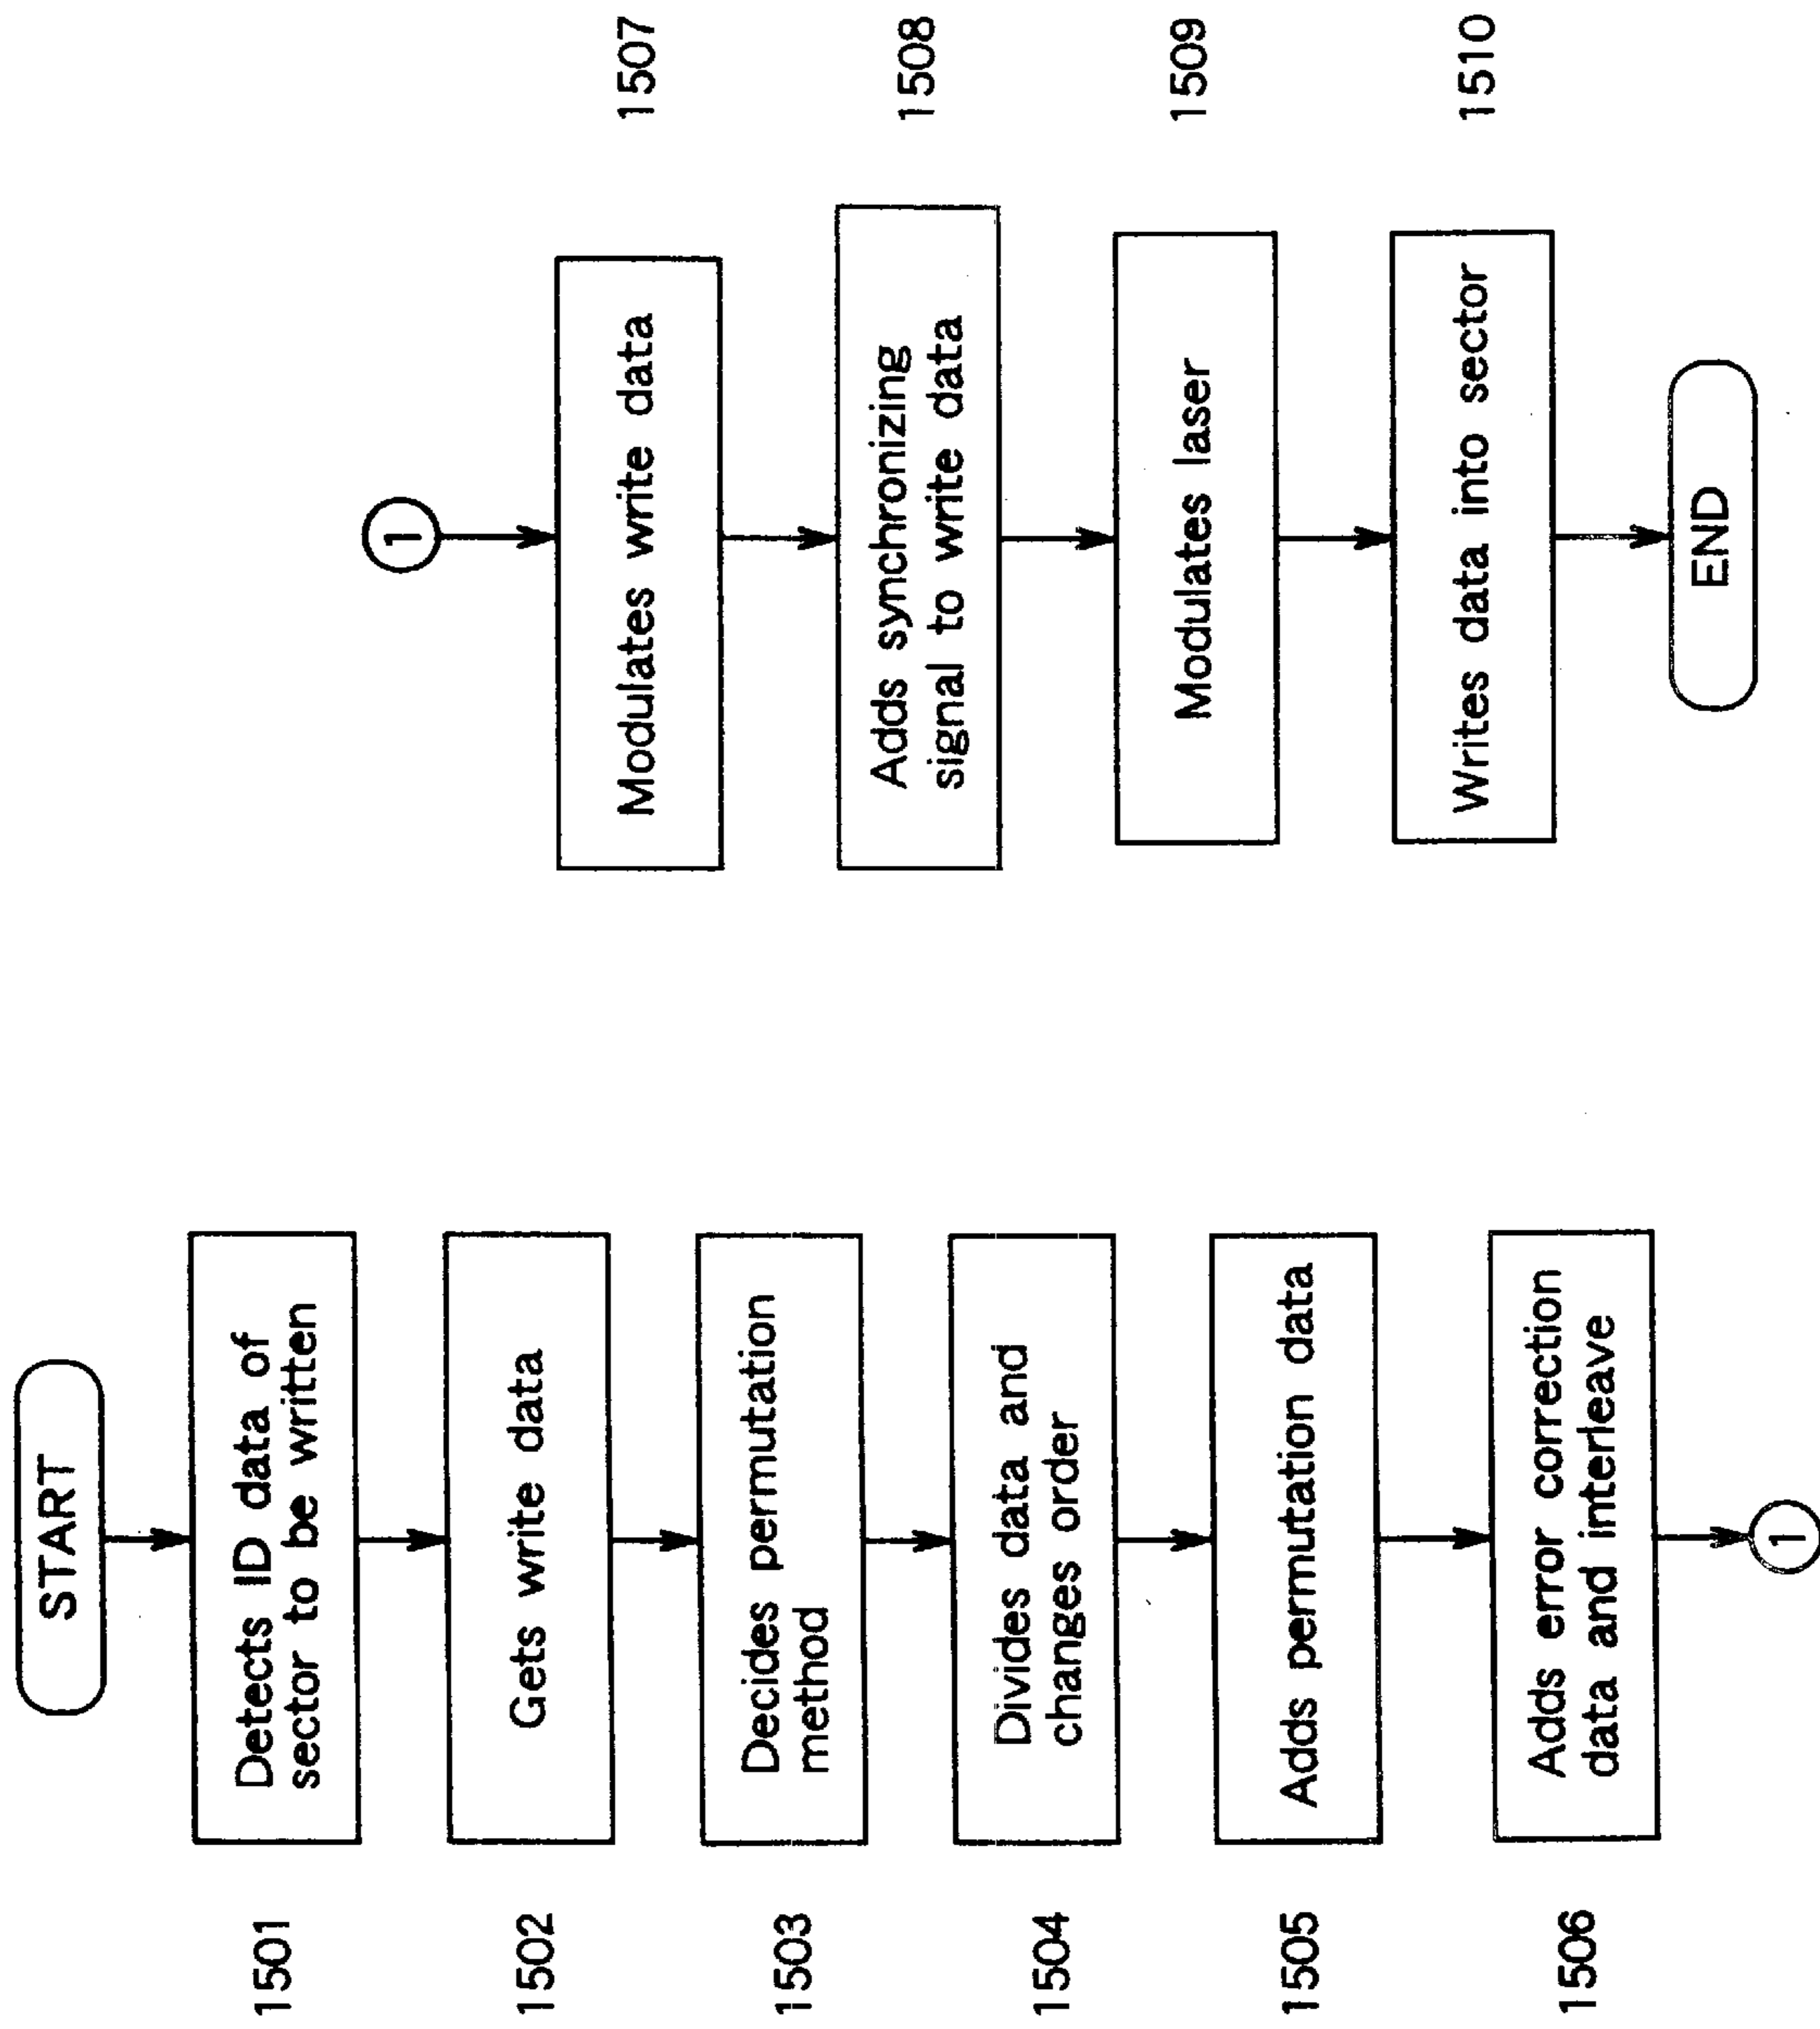 START
1501
Detects ID data of
sector to be written
1502
Gets write data
1503
Decides permutation
method
1504
Divides data and
changes order
1505
Adds permutation data
1506
Adds error correction
data and interleave
1
1
Modulates write data
1507
Adds synchronizing
signal to write data
1508
Modulates laser
1509
Writes data into sector
1510
END